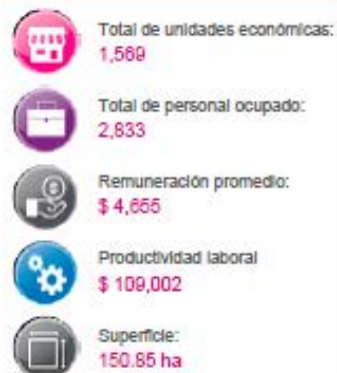 Total de unidades económicas:
1,569
Total de personal ocupado:
2,833
Remuneración promedio:
$ 4,655
Productividad laboral
$ 109,002
Superficie:
150.85 ha